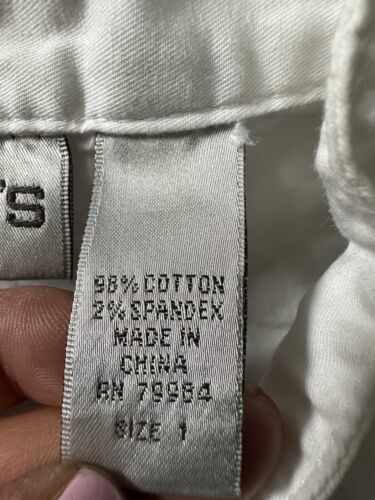 'S
98% COTTON
2% SPANDEX
MADE IN
CHINA
RN 79984
SIZE 1